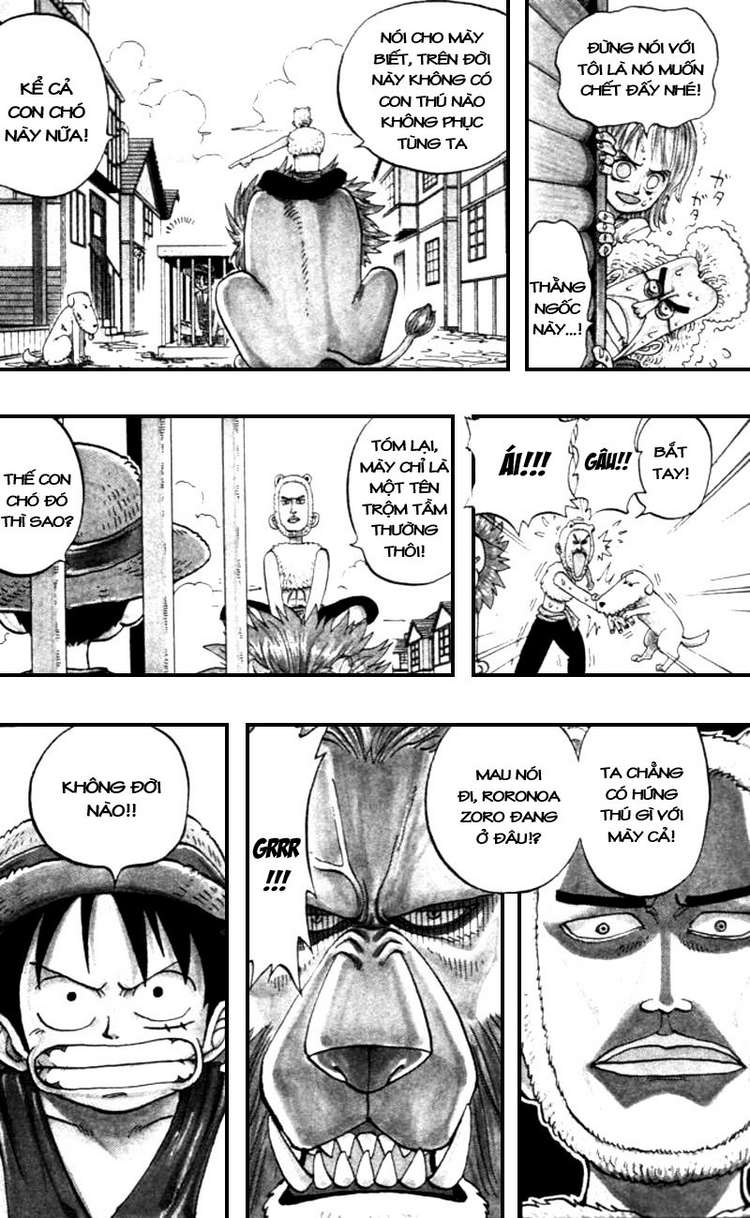 ĐỪNG NÓI VỚI
TÔI LÀ NÓ MUỐN
CHẾT ĐẤY NHÉ!
ガタ
ガタ
THẰNG
NGỐC
NÀY...!
NÓI CHO MÀY
BIẾT, TRÊN ĐỜI
NÀY KHÔNG CÓ
CON THÚ NÀO
KHÔNG PHỤC
TÙNG TA
KỂ CẢ
CON CHÓ
NÀY NỮA!
BẮT
TAY!
GÂU!!
ÁI!!!
TÓM LẠI,
MÀY CHỈ LÀ
MỘT TÊN
TRỘM TẦM
THƯỜNG
THÔI!
THẾ CON
CHÓ ĐÓ
THÌ SAO?
TA CHẲNG
CÓ HỨNG
THÚ GÌ VỚI
MÀY CẢ!
MAU NÓI
ĐI, RORONOA
ZORO ĐANG
Ở ĐÂU!?
GRRR
!!!
KHÔNG ĐỜI
NÀO!!